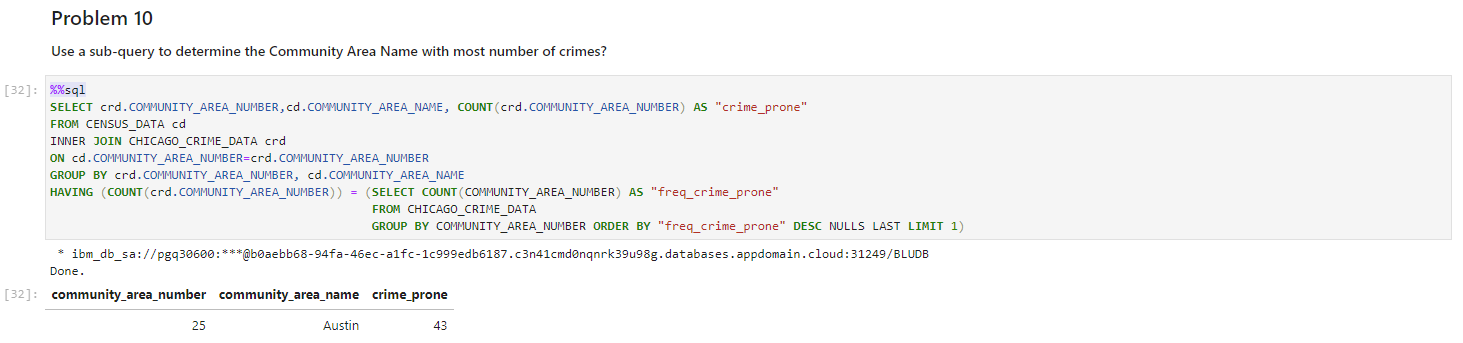 Problem 10
Use a sub-query to determine the Community Area Name with most number of crimes?
[32]: %%sql
SELECT crd.COMMUNITY_AREA_NUMBER,cd.COMMUNITY_AREA_NAME, COUNT(crd.COMMUNITY_AREA_NUMBER) AS "crime_prone"
FROM CENSUS_DATA cd
INNER JOIN CHICAGO_CRIME_DATA crd
ON cd.COMMUNITY_AREA_NUMBER=crd.COMMUNITY_AREA_NUMBER
GROUP BY crd.COMMUNITY_AREA_NUMBER, cd.COMMUNITY_AREA_NAME
HAVING (COUNT(crd.COMMUNITY_AREA_NUMBER)) = (SELECT COUNT(COMMUNITY_AREA_NUMBER) AS "freq_crime_prone"
FROM CHICAGO_CRIME_DATA
GROUP BY COMMUNITY_AREA_NUMBER ORDER BY "freq_crime_prone" DESC NULLS LAST LIMIT 1)
* ibm_db_sa://pgq30600:***@b0aebb68-94fa-46ec-a1fc-1c999edb6187.c3n41cmd0nqnrk39u98g.databases.appdomain.cloud:31249/BLUDB
Done.
[32]: community_area_number community_area_name crime_prone
25 Austin 43